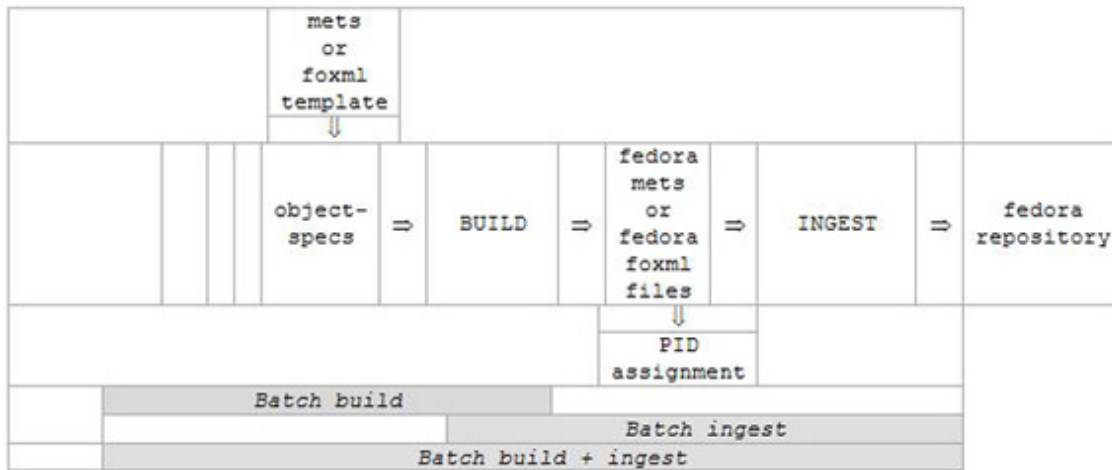 mets
or
foxml
template
⇓
object-
specs
⇒
BUILD
⇒
fedora
mets
or
fedora
foxml
files
⇒
INGEST
⇒
fedora
repository
⇓
PID
assignment
Batch build
Batch ingest
Batch build + ingest